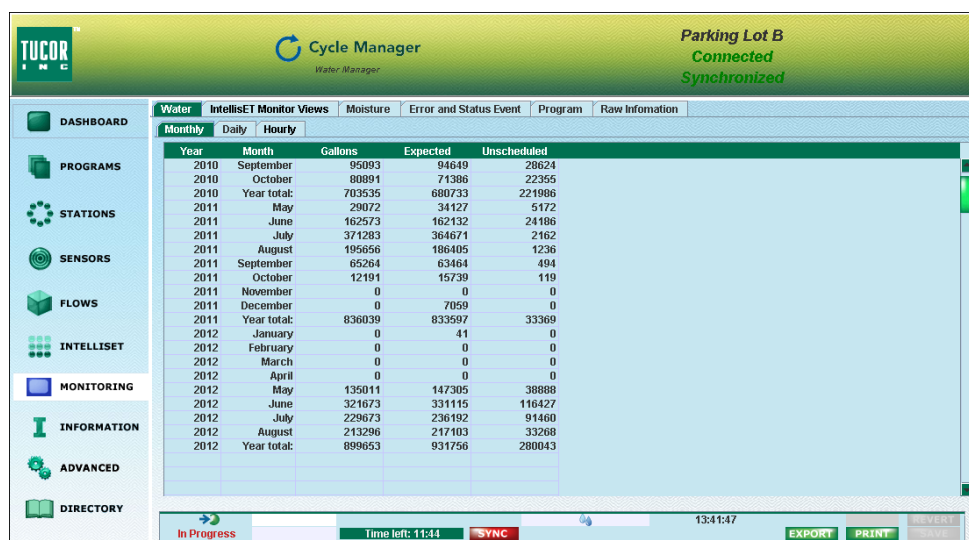 TUCOR
INC
Cycle Manager
Water Manager
Parking Lot B
Connected
Synchronized
DASHBOARD
PROGRAMS
STATIONS
SENSORS
FLOWS
INTELLISET
MONITORING
INFORMATION
ADVANCED
DIRECTORY
Water IntellisET Monitor Views Moisture Error and Status Event Program Raw Infomation
Monthly Daily Hourly
Year Month Gallons Expected Unscheduled
2010 September 95093 94649 28624
2010 October 80891 71386 22355
2010 Year total: 703535 680733 221986
2011 May 29072 34127 5172
2011 June 162573 162132 24186
2011 July 371283 364671 2162
2011 August 195656 186405 1236
2011 September 65264 63464 494
2011 October 12191 15739 119
2011 November 0 0 0
2011 December 0 7059 0
2011 Year total: 836039 833597 33369
2012 January 0 41 0
2012 February 0 0 0
2012 March 0 0 0
2012 April 0 0 0
2012 May 135011 147305 38888
2012 June 321673 331115 116427
2012 July 229673 236192 91460
2012 August 213296 217103 33268
2012 Year total: 899653 931756 280043
13:41:47 REVERT
In Progress Time left: 11:44 SYNC EXPORT PRINT SAVE